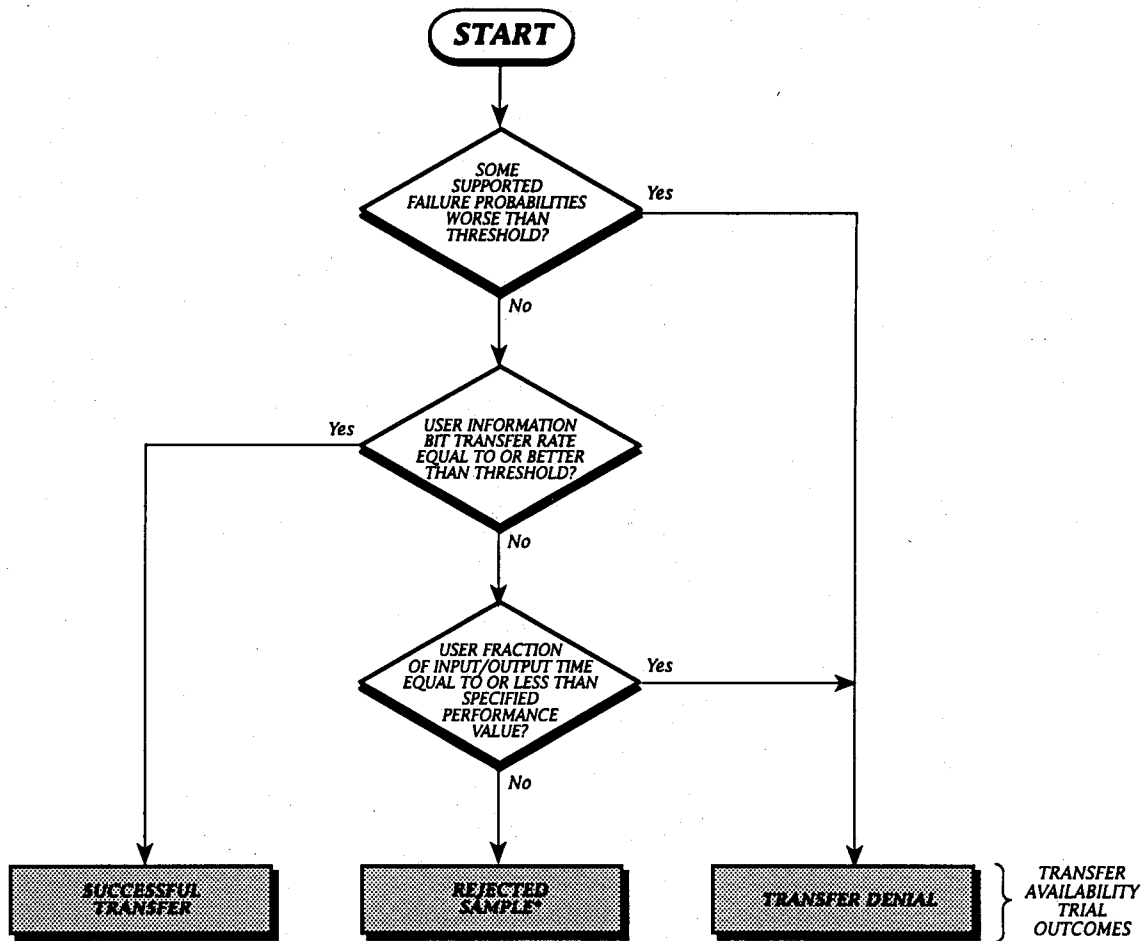 START
SOME
SUPPORTED
FAILURE PROBABILITIES
WORSE THAN
THRESHOLD?
Yes
No
USER INFORMATION
BIT TRANSFER RATE
EQUAL TO OR BETTER
THAN THRESHOLD?
Yes
No
USER FRACTION
OF INPUT/OUTPUT TIME
EQUAL TO OR LESS THAN
SPECIFIED
PERFORMANCE
VALUE?
Yes
No
SUCCESSFUL
TRANSFER
REJECTED
SAMPLE*
TRANSFER DENIAL
TRANSFER
AVAILABILITY
TRIAL
OUTCOMES